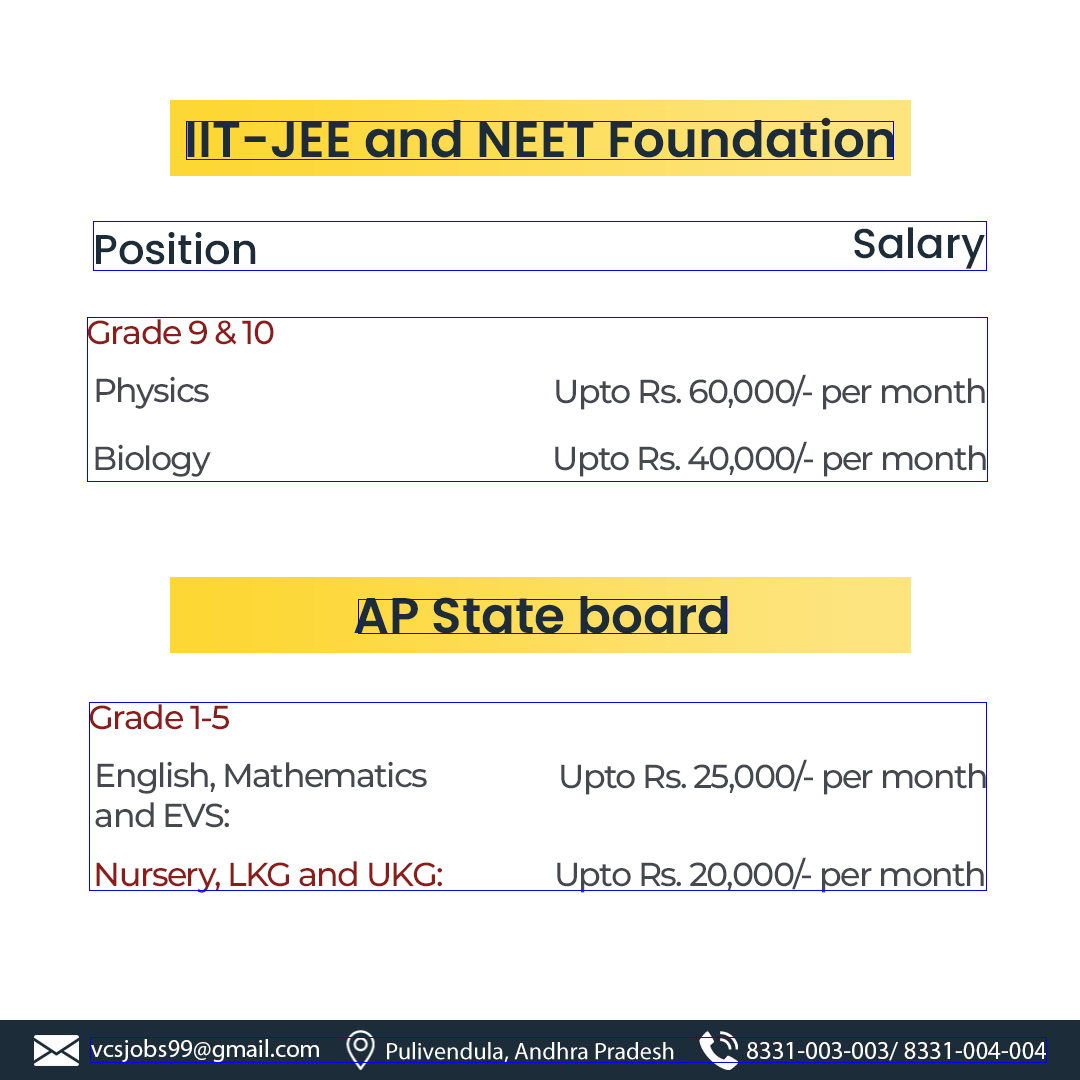 IIT-JEE and NEET Foundation
Position Salary
Grade 9 & 10
Physics Upto Rs. 60,000/- per month
Biology Upto Rs. 40,000/- per month
AP State board
Grade 1-5
English, Mathematics Upto Rs. 25,000/- per month
and EVS:
Nursery, LKG and UKG: Upto Rs. 20,000/- per month
vcsjobs99@gmail.com Pulivendula, Andhra Pradesh 8331-003-003/ 8331-004-004